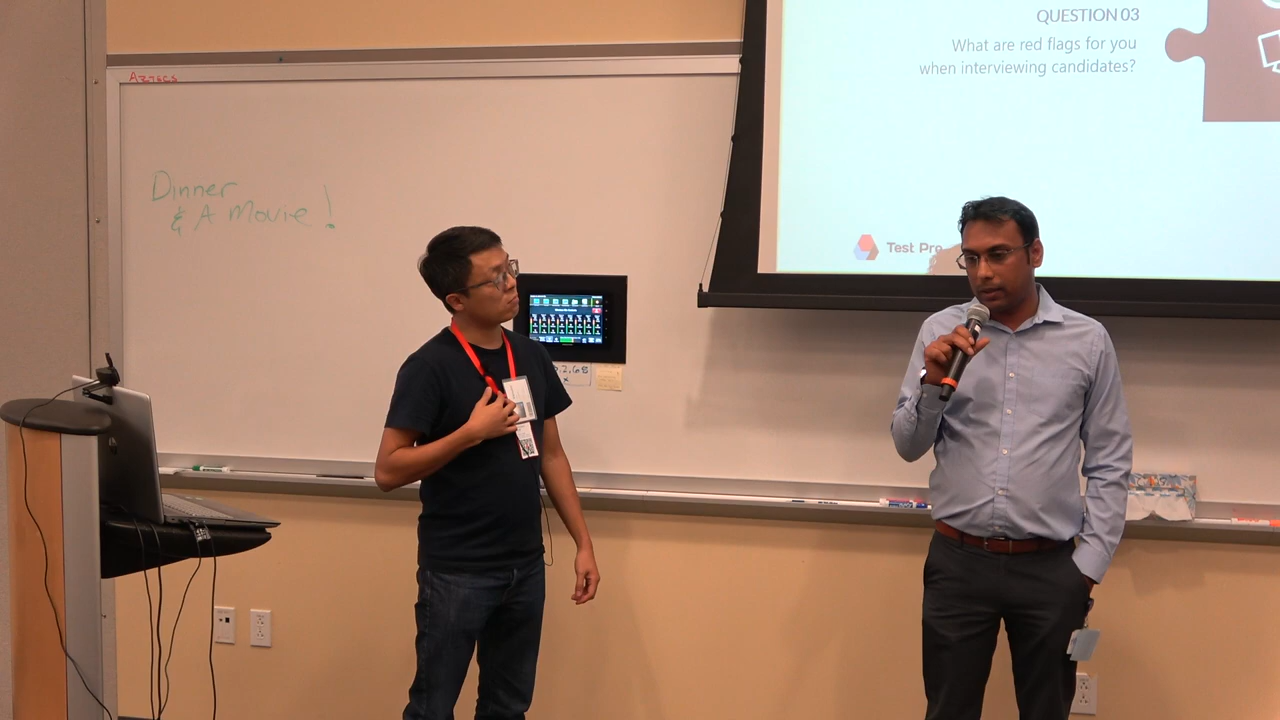 QUESTION 03
What are red flags for you
when interviewing candidates?
AZTECS
Dinner
& A Movie!
Test Pro